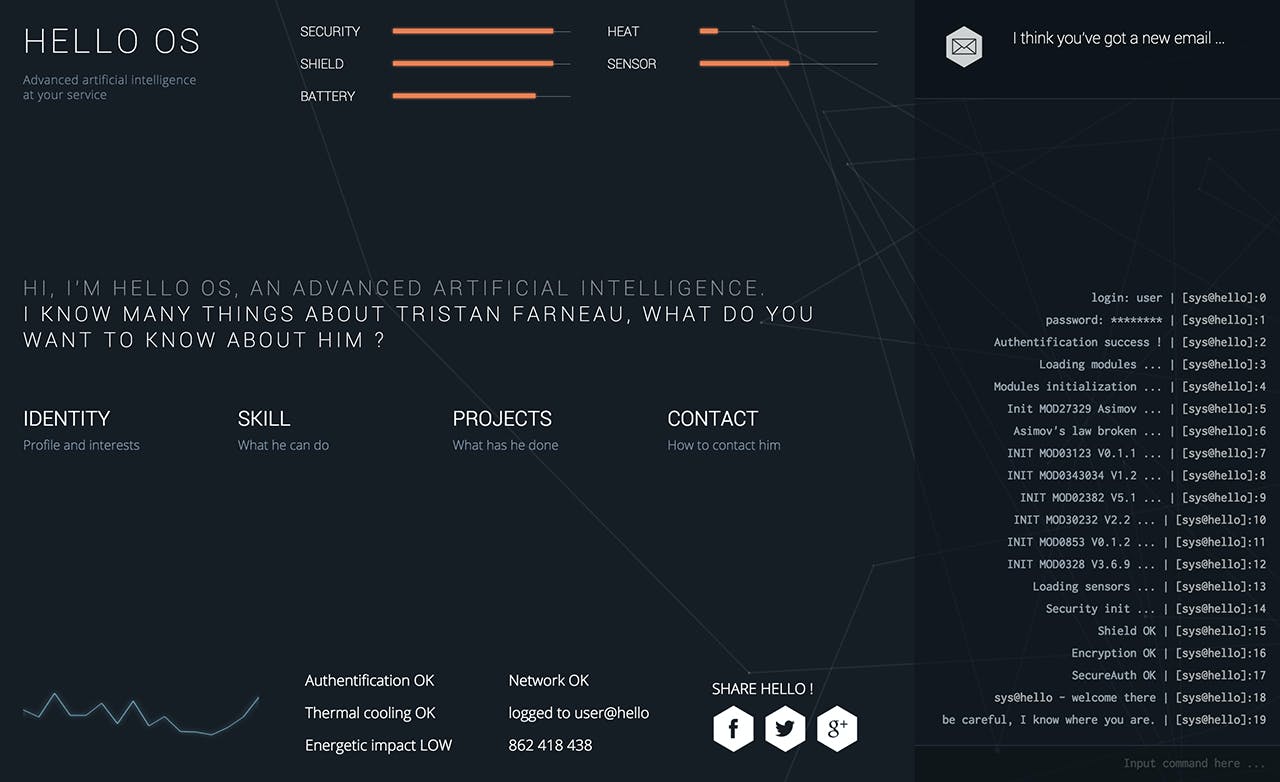 HELLO OS
Advanced artificial intelligence
at your service
SECURITY
SHIELD
BATTERY
HEAT
SENSOR
I think you've got a new email ...
HI, I'M HELLO OS, AN ADVANCED ARTIFICIAL INTELLIGENCE.
I KNOW MANY THINGS ABOUT TRISTAN FARNEAU, WHAT DO YOU
WANT TO KNOW ABOUT HIM ?
IDENTITY
Profile and interests
SKILL
What he can do
PROJECTS
What has he done
CONTACT
How to contact him
login: user | [sys@hello]:0
password: ******** | [sys@hello]:1
Authentification success ! | [sys@hello]:2
Loading modules ... | [sys@hello]:3
Modules initialization ... | [sys@hello]:4
Init MOD27329 Asimov ... | [sys@hello]:5
Asimov's law broken ... | [sys@hello]:6
INIT MOD03123 V0.1.1 ... | [sys@hello]:7
INIT MOD0343034 V1.2 ... | [sys@hello]:8
INIT MOD02382 V5.1 ... | [sys@hello]:9
INIT MOD30232 V2.2 ... | [sys@hello]:10
INIT MOD0853 V0.1.2 ... | [sys@hello]:11
INIT MOD0328 V3.6.9 ... | [sys@hello]:12
Loading sensors ... | [sys@hello]:13
Security init ... | [sys@hello]:14
Shield OK | [sys@hello]:15
Encryption OK | [sys@hello]:16
SecureAuth OK | [sys@hello]:17
sys@hello - welcome there | [sys@hello]:18
be careful, I know where you are. | [sys@hello]:19
Input command here ...
Authentification OK
Thermal cooling OK
Energetic impact LOW
Network OK
logged to user@hello
862 418 438
SHARE HELLO !
f
g+